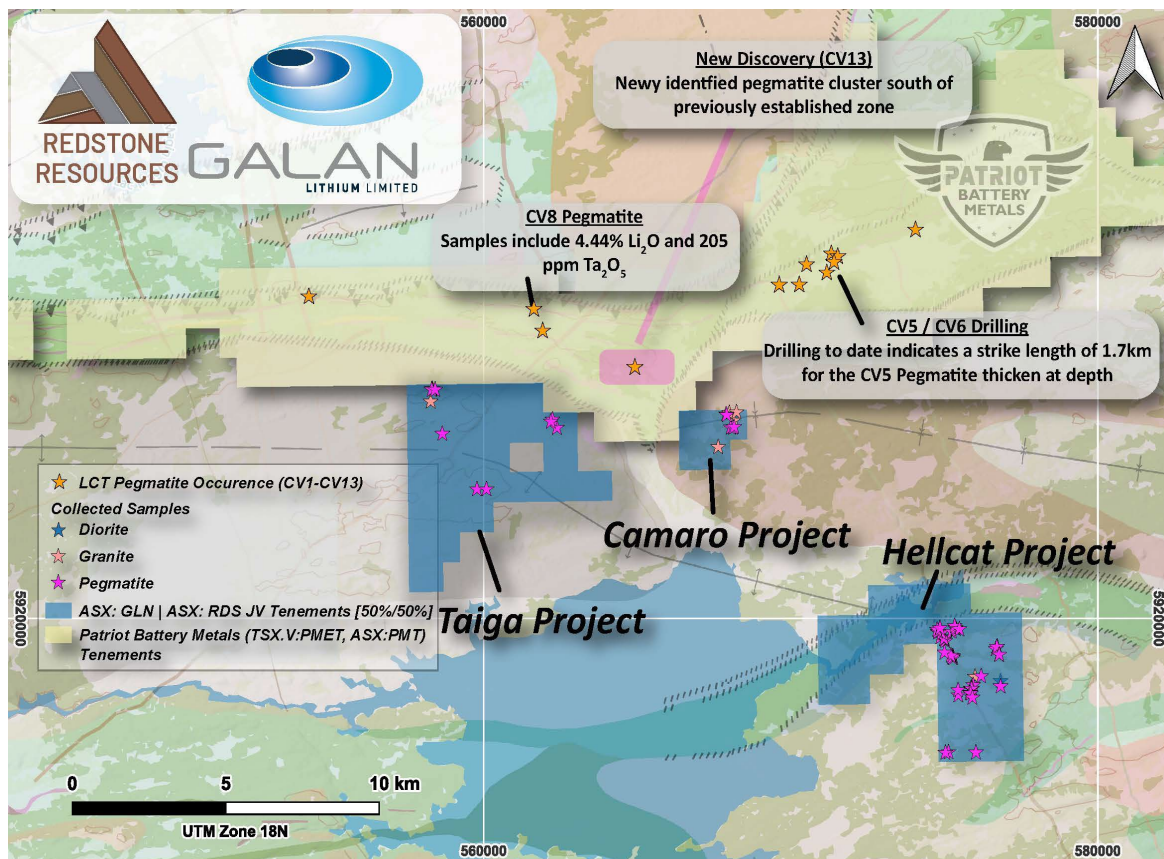 560000
580000
REDSTONE
RESOURCES
GALAN
LITHIUM LIMITED
New Discovery (CV13)
Newy identfied pegmatite cluster south of
previously established zone
PATRIOT
BATTERY
METALS
CV8 Pegmatite
Samples include 4.44% Li₂O and 205
ppm Ta₂O₅
CV5 / CV6 Drilling
Drilling to date indicates a strike length of 1.7km
for the CV5 Pegmatite thicken at depth
LCT Pegmatite Occurence (CV1-CV13)
Collected Samples
Diorite
Granite
Pegmatite
ASX: GLN | ASX: RDS JV Tenements [50%/50%]
Patriot Battery Metals (TSX.V:PMET, ASX:PMT)
Tenements
Camaro Project
Hellcat Project
Taiga Project
5920000
5920000
0 5 10 km
UTM Zone 18N
560000
580000